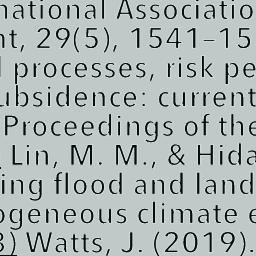 national Associatio
nt, 29(5), 1541–15
l processes, risk pe
ubsidence: current
Proceedings of the
Lin, M. M., & Hida
ing flood and land
ogeneous climate e
3) Watts, J. (2019).